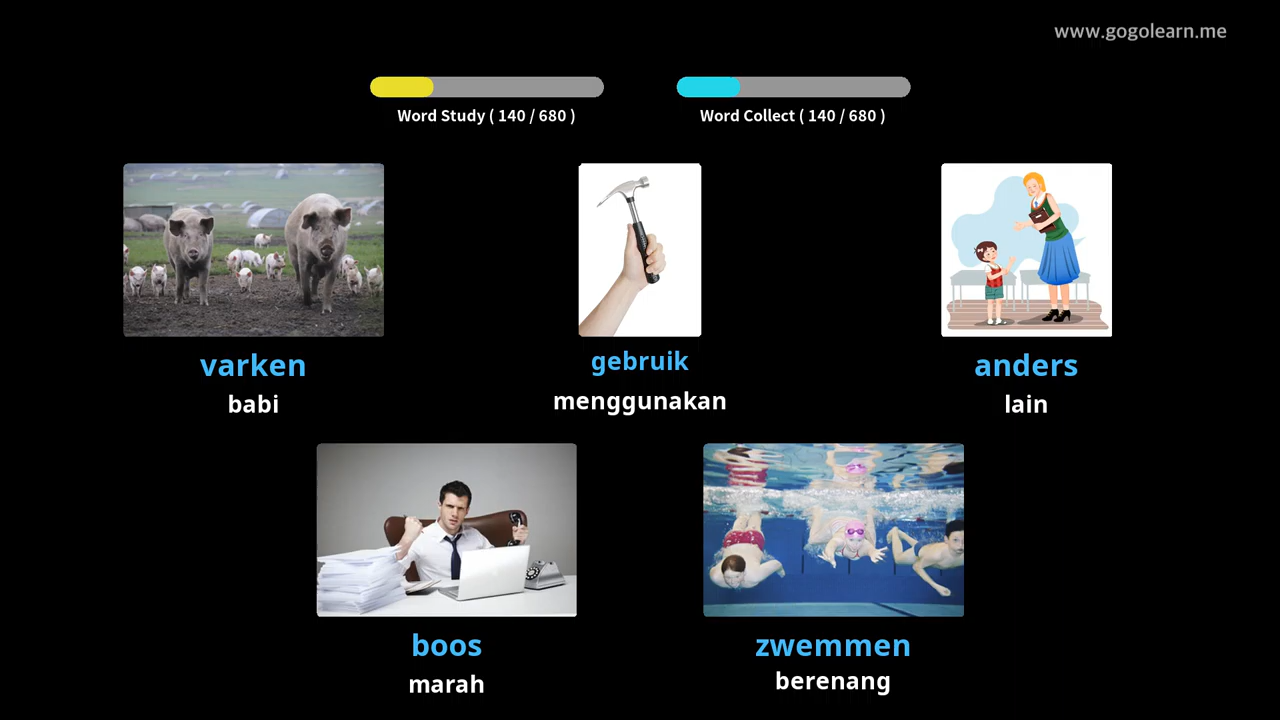 www.gogolearn.me
Word Study ( 140 / 680 )
Word Collect ( 140 / 680 )
varken
babi
gebruik
menggunakan
anders
lain
boos
marah
zwemmen
berenang